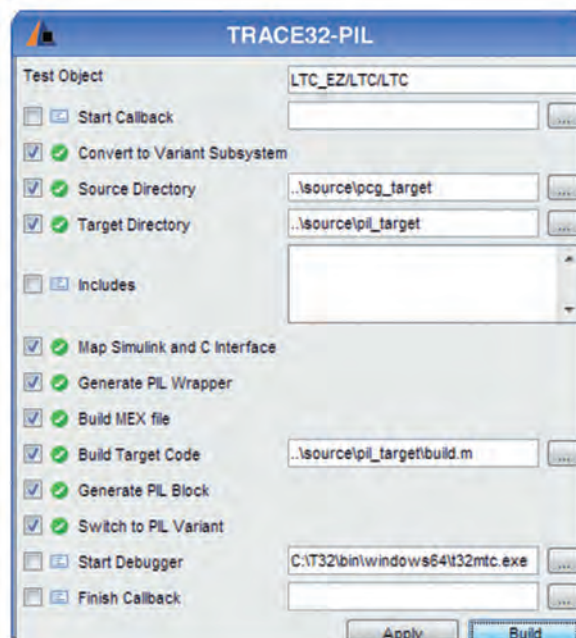 TRACE32-PIL
Test Object LTC_EZ/LTC/LTC
Start Callback ...
Convert to Variant Subsystem
Source Directory ..\source\pcg_target ...
Target Directory ..\source\pil_target ...
Includes
Map Simulink and C Interface
Generate PIL Wrapper
Build MEX file
Build Target Code ..\source\pil_target\build.m ...
Generate PIL Block
Switch to PIL Variant
Start Debugger C:\T32\bin\windows64\t32mtc.exe ...
Finish Callback ...
Apply Build